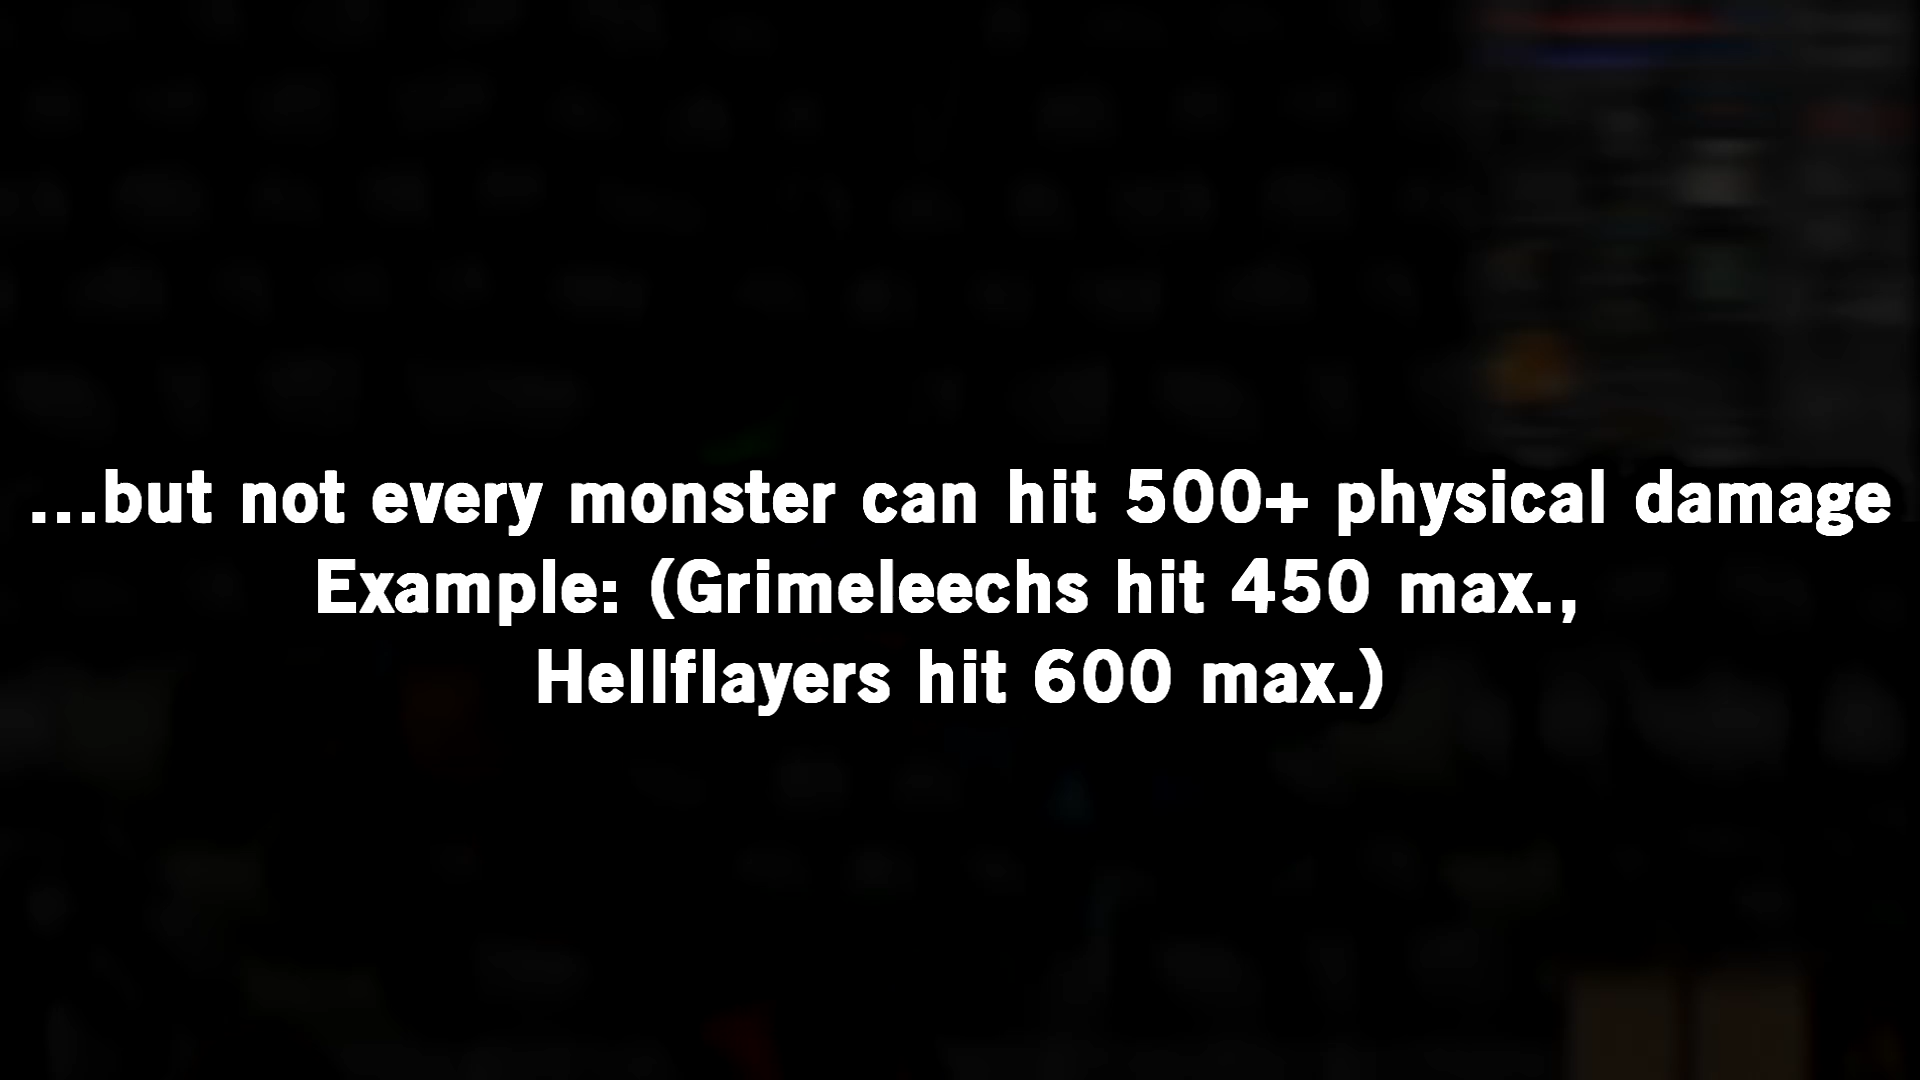 ...but not every monster can hit 500+ physical damage
Example: (Grimeleechs hit 450 max.,
Hellflayers hit 600 max.)